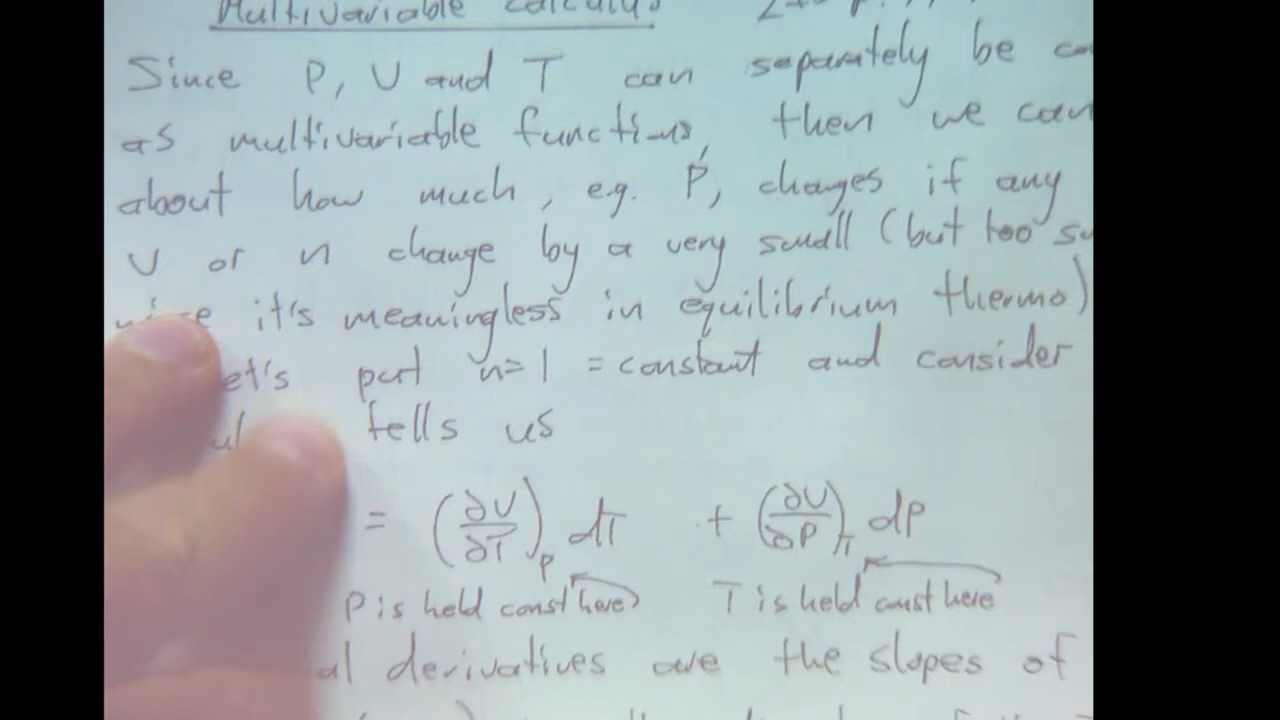 Multivariable calculus
Since P, V and T can separately be
as multivariable functions, then we can
about how much, e.g. P, changes if any
V or n change by a very small (but too
it's meaningless in equilibrium thermo)
let's put n=1 = constant and consider
tells us
= (∂V/∂T)_P dT + (∂V/∂P)_T dP
P is held const here) T is held const here
derivatives are the slopes of